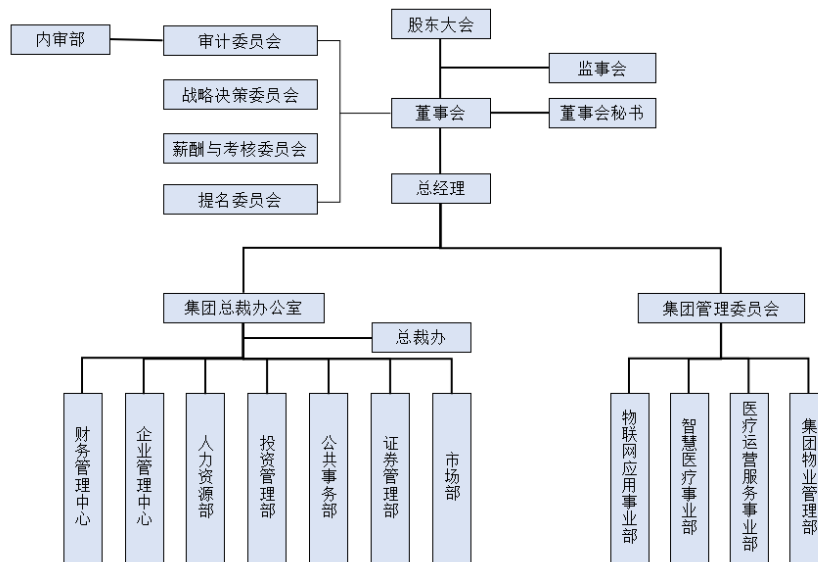 股东大会
内审部
审计委员会
监事会
战略决策委员会
董事会
董事会秘书
薪酬与考核委员会
提名委员会
总经理
集团总裁办公室
集团管理委员会
总裁办
财务管理中心
企业管理中心
人力资源部
投资管理部
公共事务部
证券管理部
市场部
物联网应用事业部
智慧医疗事业部
医疗运营服务事业部
集团物业管理部